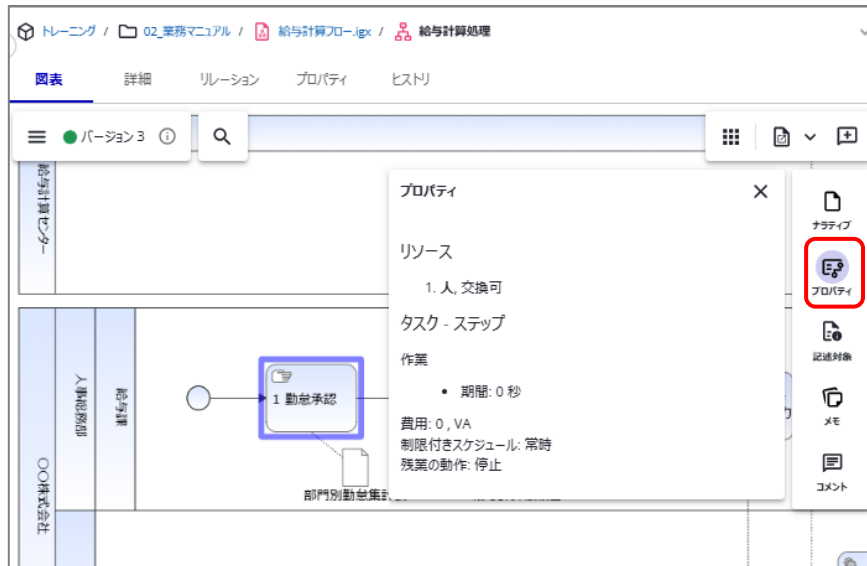 トレーニング / 02_業務マニュアル / 給与計算フロー.igx / 給与計算処理
図表 詳細 リレーション プロパティ ヒストリ
バージョン 3
給与計算センター
プロパティ
リソース
1. 人, 交換可
タスク - ステップ
作業
• 期間: 0 秒
費用: 0 , VA
制限付きスケジュール: 常時
残業の動作: 停止
ナラティブ
プロパティ
記述対象
メモ
コメント
〇〇株式会社
人事総務部
給与課
1 勤怠承認
部門別勤怠集計